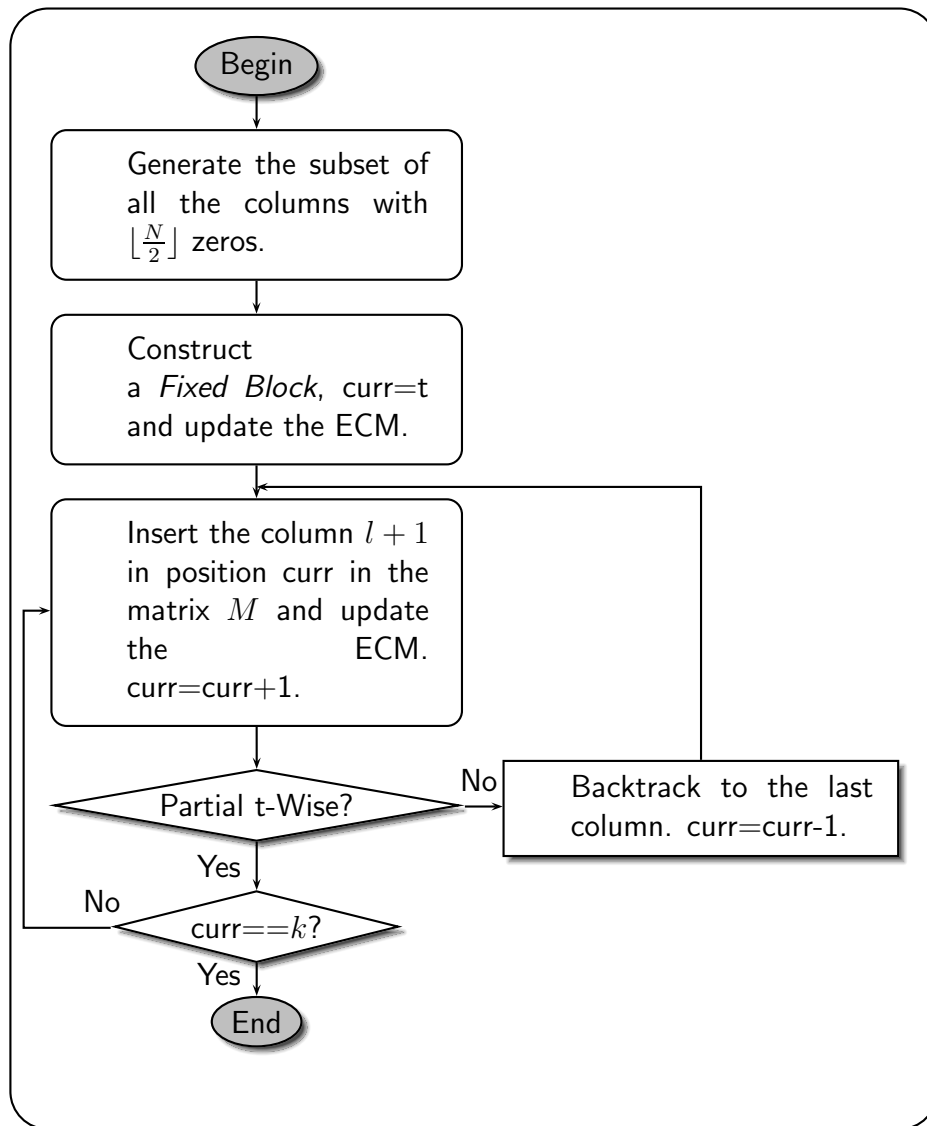 Begin
Generate the subset of
all the columns with
⌊N/2⌋ zeros.
Construct
a Fixed Block, curr=t
and update the ECM.
Insert the column l + 1
in position curr in the
matrix M and update
the ECM.
curr=curr+1.
Partial t-Wise?
No
Backtrack to the last
column. curr=curr-1.
Yes
No
curr==k?
Yes
End